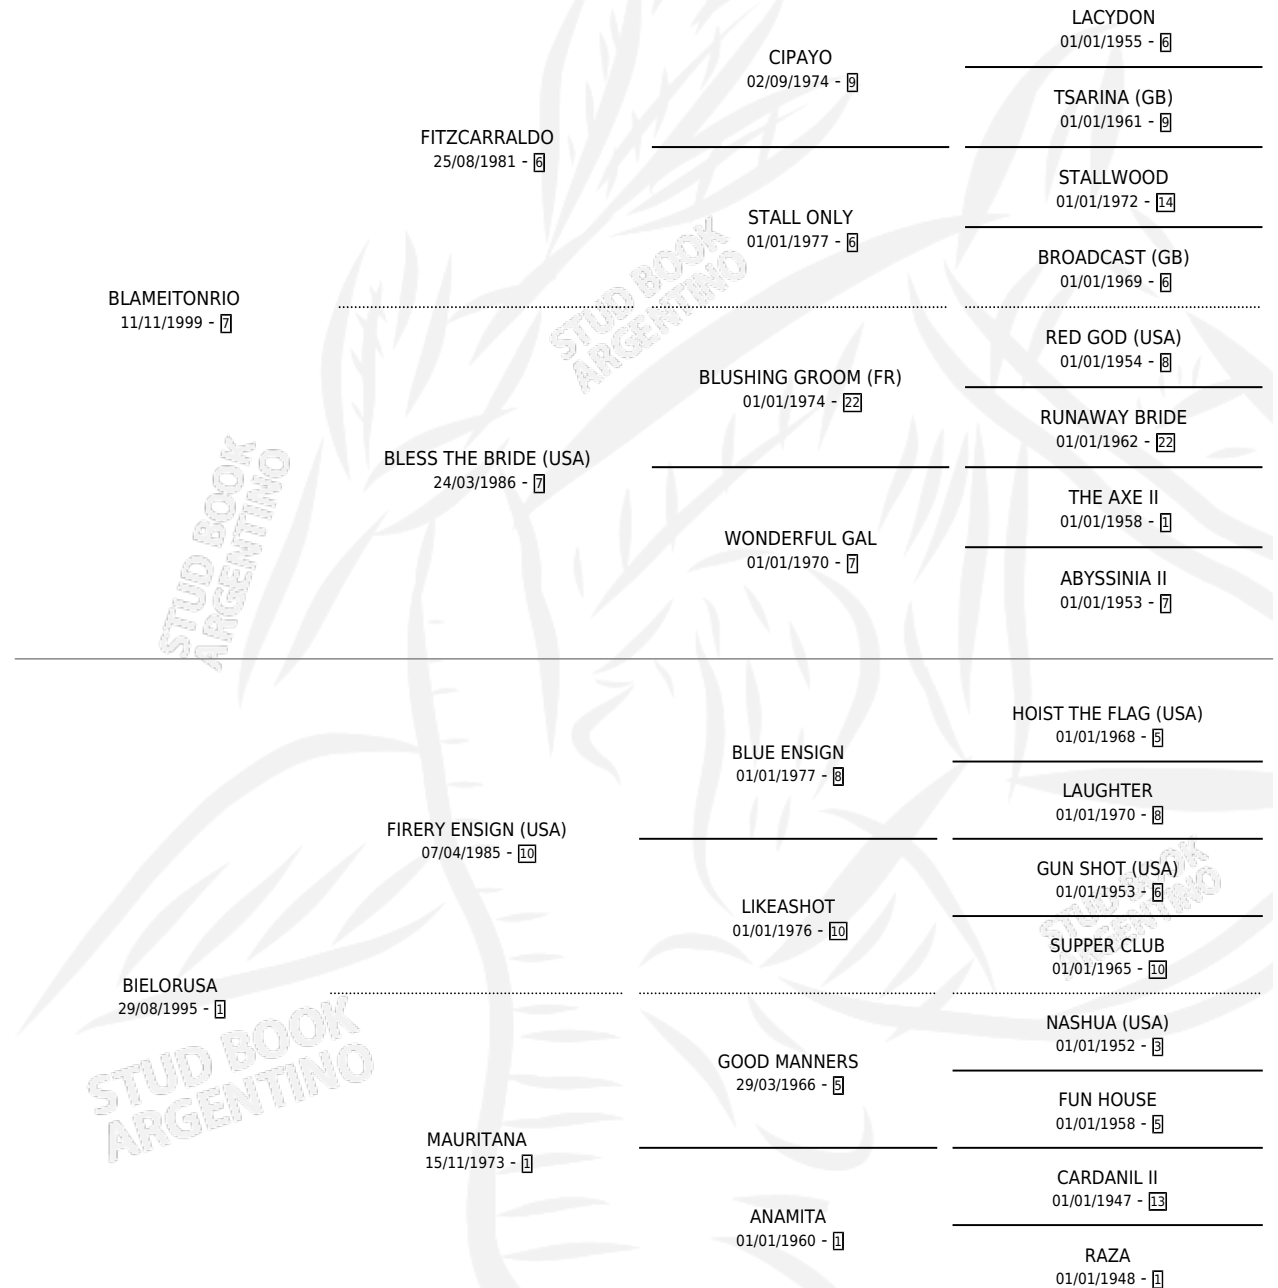 LACYDON
01/01/1955 - 6
CIPAYO
02/09/1974 - 9
TSARINA (GB)
01/01/1961 - 9
FITZCARRALDO
25/08/1981 - 6
STALLWOOD
01/01/1972 - 14
STALL ONLY
01/01/1977 - 6
BROADCAST (GB)
01/01/1969 - 6
BLAMEITONRIO
11/11/1999 - 7
RED GOD (USA)
01/01/1954 - 8
BLUSHING GROOM (FR)
01/01/1974 - 22
RUNAWAY BRIDE
01/01/1962 - 22
BLESS THE BRIDE (USA)
24/03/1986 - 7
THE AXE II
01/01/1958 - 1
WONDERFUL GAL
01/01/1970 - 7
ABYSSINIA II
01/01/1953 - 7
HOIST THE FLAG (USA)
01/01/1968 - 5
BLUE ENSIGN
01/01/1977 - 8
LAUGHTER
01/01/1970 - 8
FIRERY ENSIGN (USA)
07/04/1985 - 10
GUN SHOT (USA)
01/01/1953 - 6
LIKEASHOT
01/01/1976 - 10
SUPPER CLUB
01/01/1965 - 10
BIELORUSA
29/08/1995 - 1
NASHUA (USA)
01/01/1952 - 3
GOOD MANNERS
29/03/1966 - 5
FUN HOUSE
01/01/1958 - 5
MAURITANA
15/11/1973 - 1
CARDANIL II
01/01/1947 - 13
ANAMITA
01/01/1960 - 1
RAZA
01/01/1948 - 1
STUD BOOK
ARGENTINO
STUD BOOK
ARGENTINO
STUD BOOK
ARGENTINO
STUD BOOK
ARGENTINO